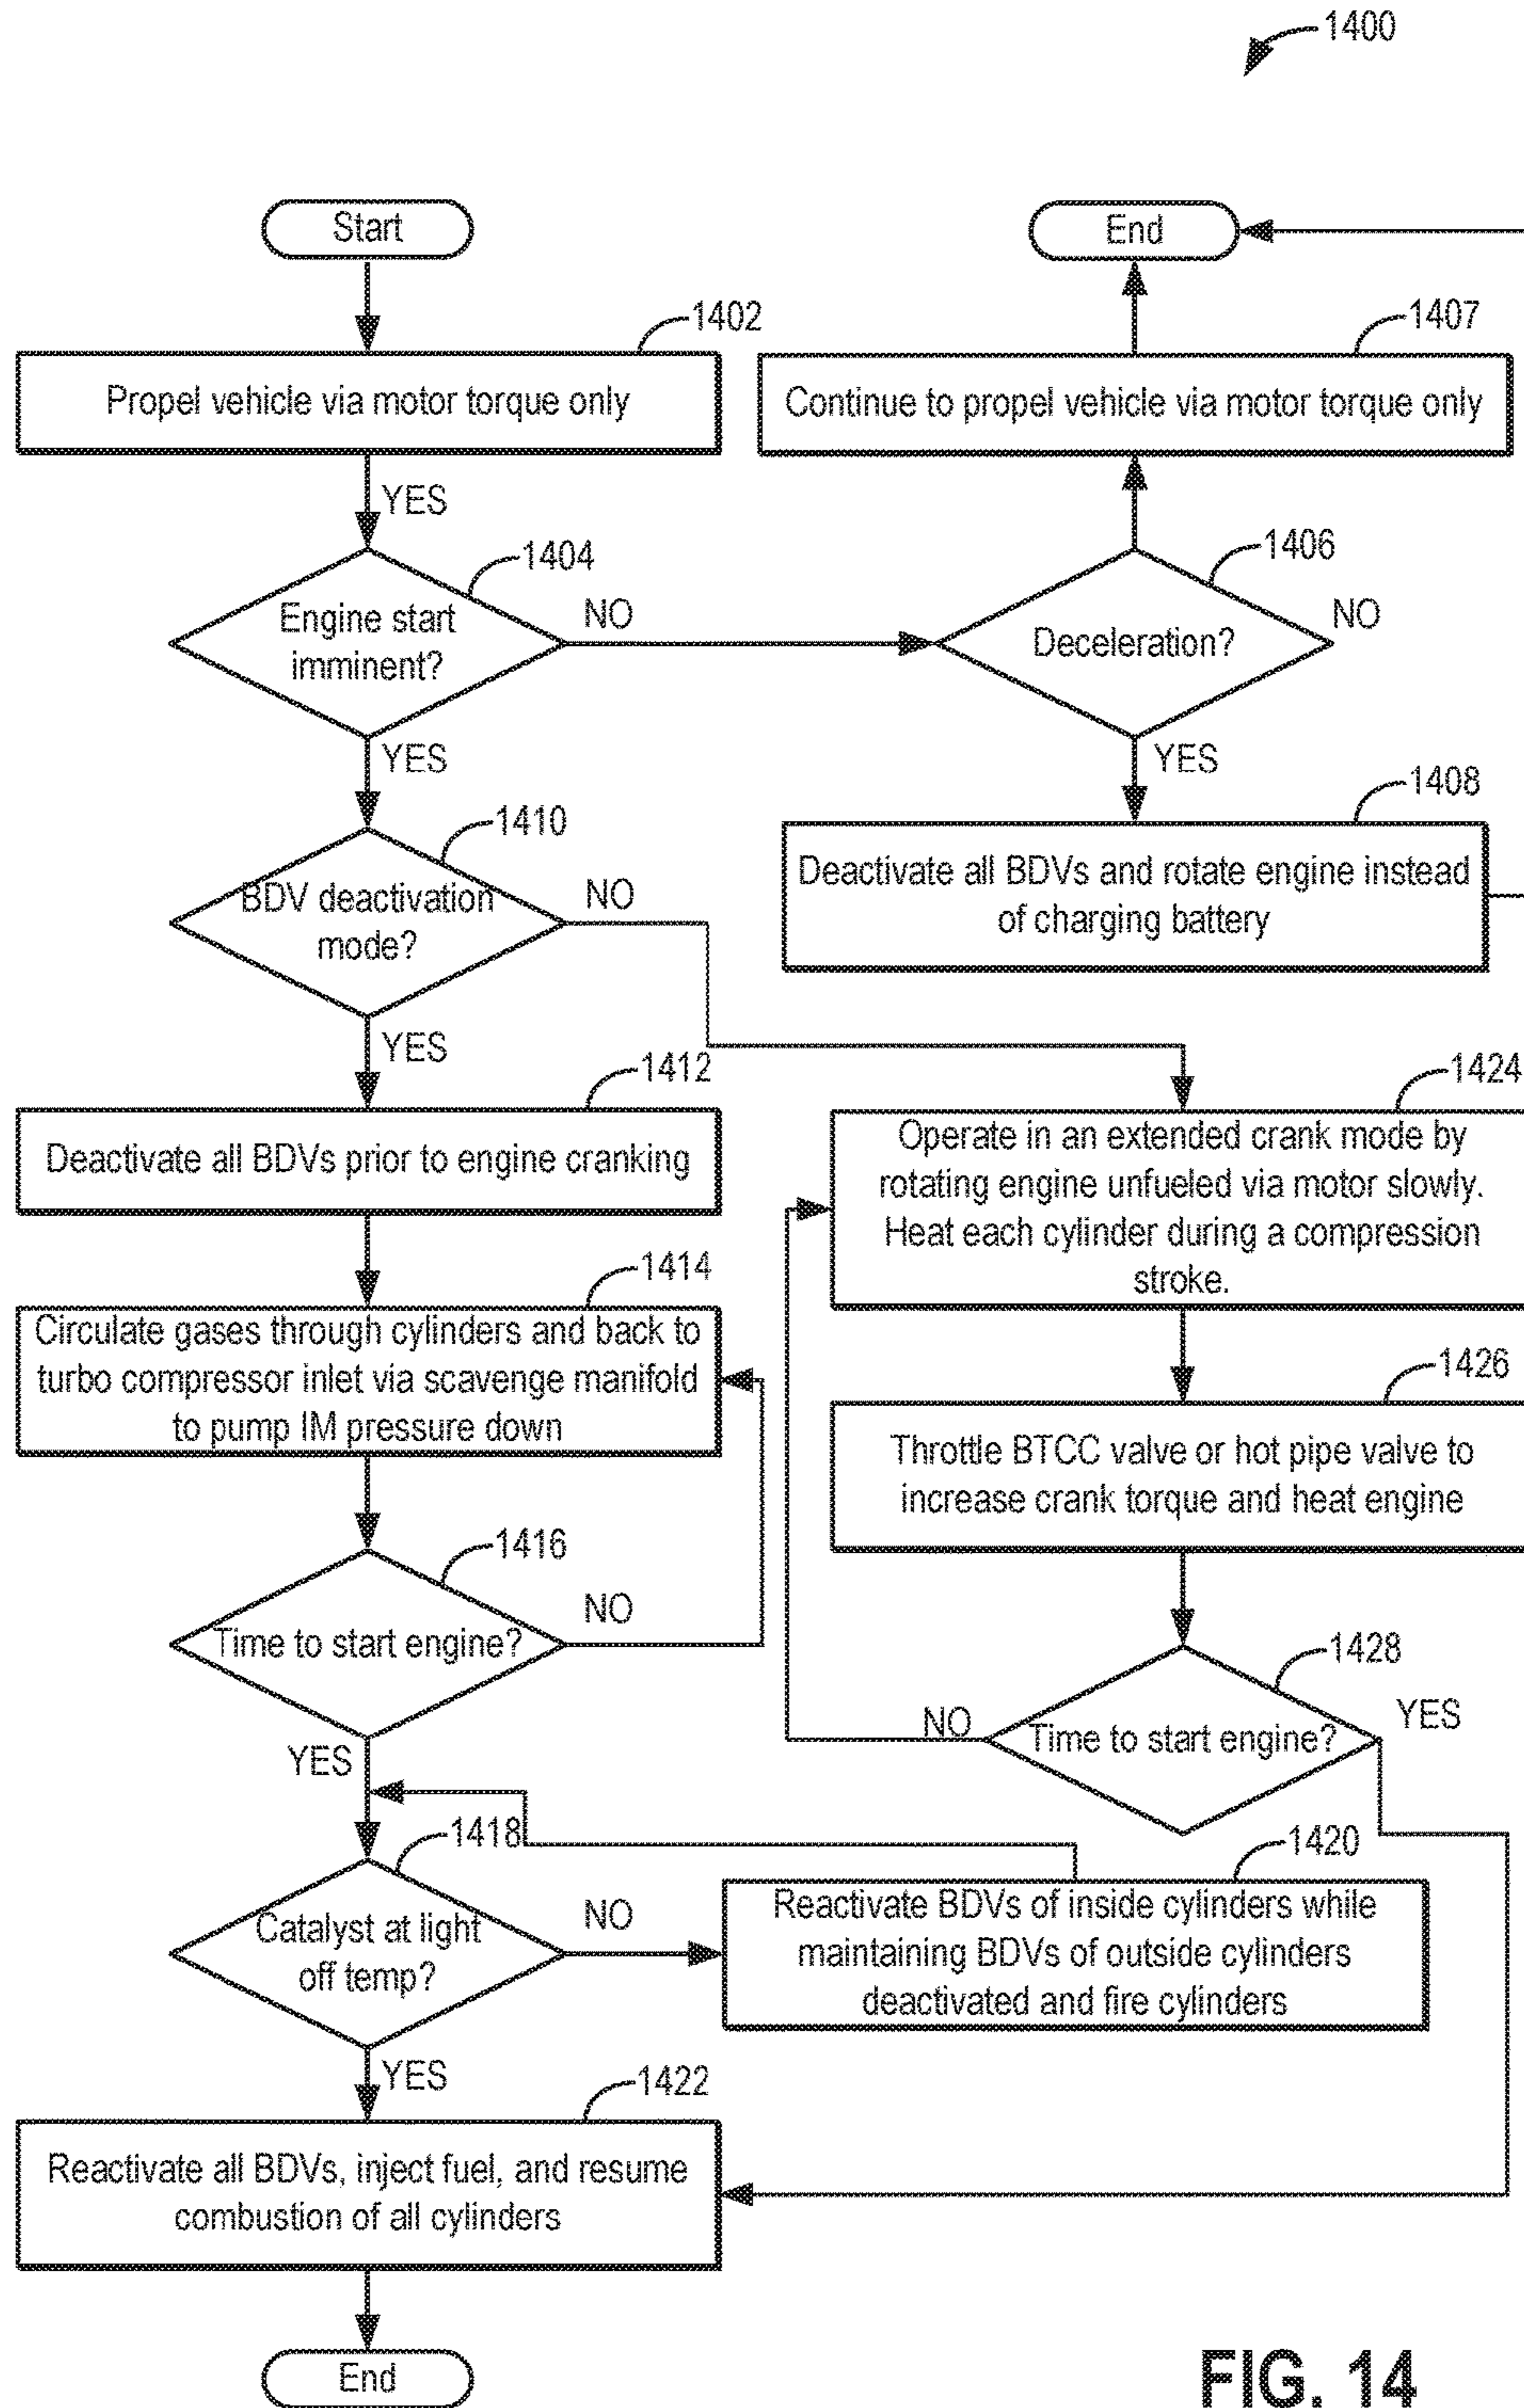 1400
Start
End
1402
1407
Propel vehicle via motor torque only
Continue to propel vehicle via motor torque only
YES
1404
1406
Engine start
imminent?
NO
Deceleration?
NO
YES
YES
1408
1410
Deactivate all BDVs and rotate engine instead
of charging battery
BDV deactivation
mode?
NO
YES
1412
1424
Deactivate all BDVs prior to engine cranking
Operate in an extended crank mode by
rotating engine unfueled via motor slowly.
Heat each cylinder during a compression
stroke.
1414
Circulate gases through cylinders and back to
turbo compressor inlet via scavenge manifold
to pump IM pressure down
1426
Throttle BTCC valve or hot pipe valve to
increase crank torque and heat engine
1416
Time to start engine?
NO
YES
1428
Time to start engine?
NO
YES
1418
1420
Catalyst at light
off temp?
NO
Reactivate BDVs of inside cylinders while
maintaining BDVs of outside cylinders
deactivated and fire cylinders
YES
1422
Reactivate all BDVs, inject fuel, and resume
combustion of all cylinders
End
FIG. 14